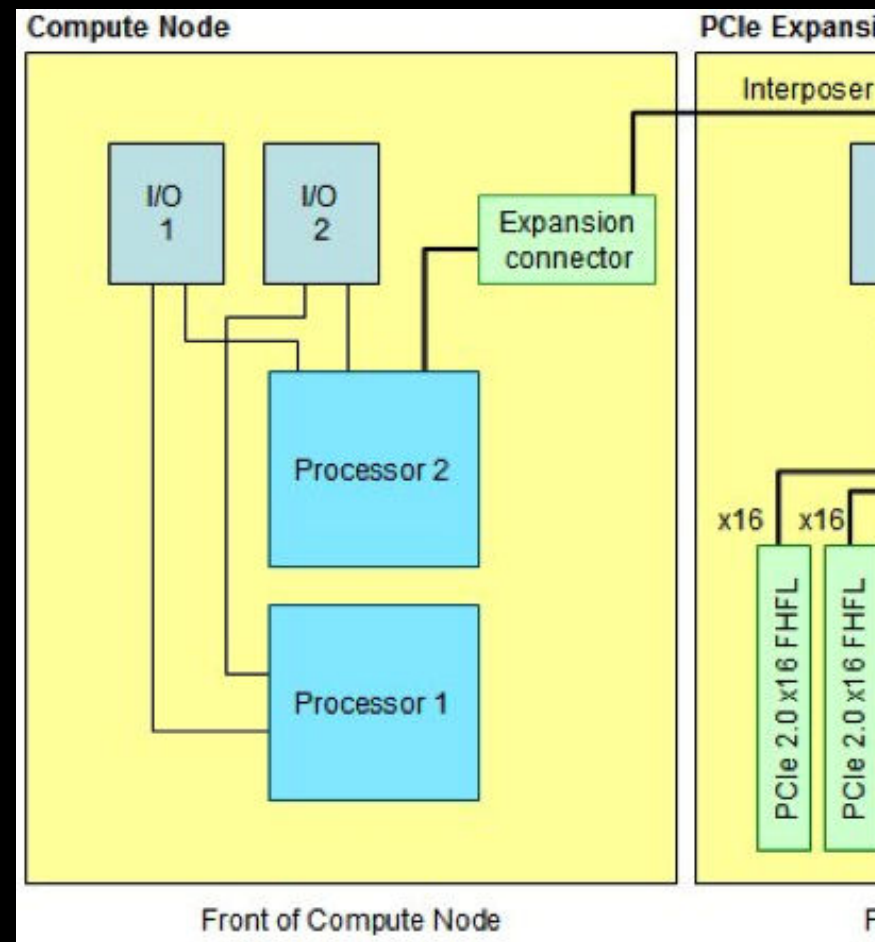 Compute Node
PCIe Expansi
Interposer
I/O
1
I/O
2
Expansion
connector
Processor 2
Processor 1
x16
x16
PCIe 2.0 x16 FHFL
PCIe 2.0 x16 FHFL
Front of Compute Node
F